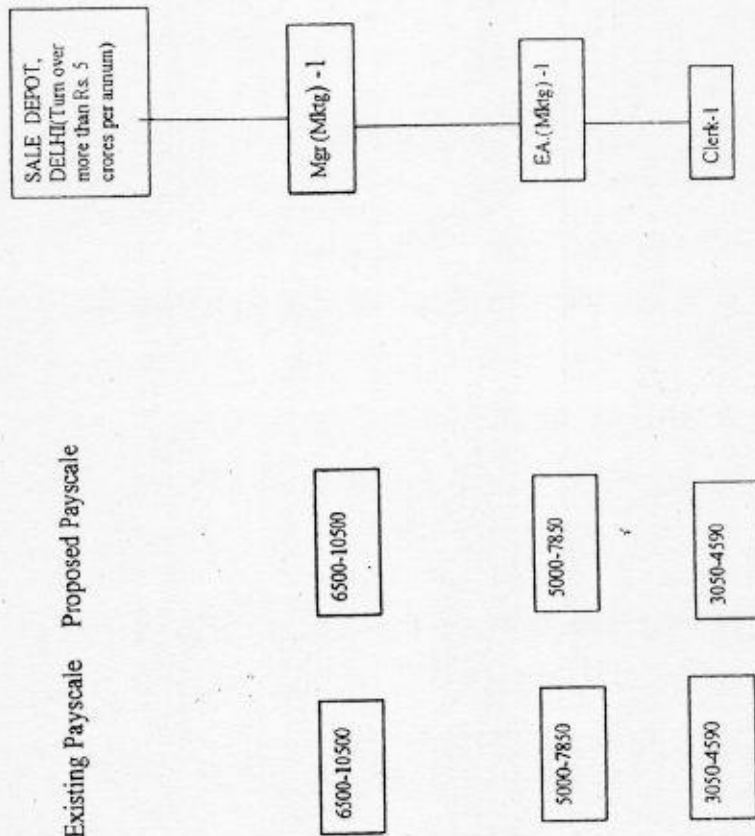 Existing Payscale
Proposed Payscale
SALE DEPOT,
DELHI(Turn over
more than Rs. 5
crores per annum)
6500-10500
6500-10500
Mgr (Mktg) - 1
5000-7850
5000-7850
E.A.(Mktg) - 1
3050-4590
3050-4590
Clerk-1